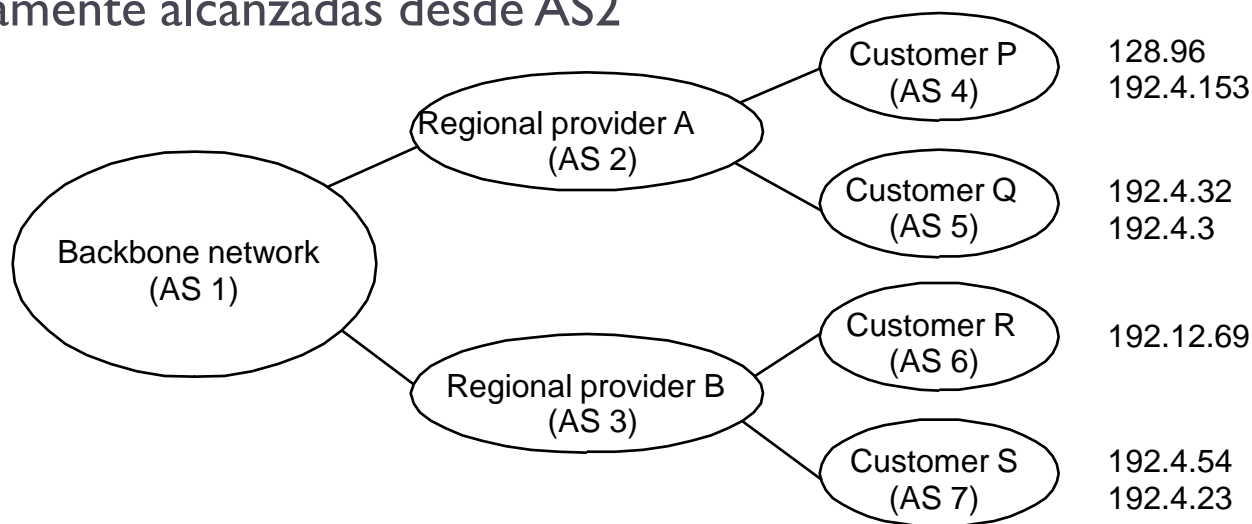 amente alcanzadas desde AS2
Customer P
(AS 4)
128.96
192.4.153
Regional provider A
(AS 2)
Customer Q
(AS 5)
192.4.32
192.4.3
Backbone network
(AS 1)
Customer R
(AS 6)
192.12.69
Regional provider B
(AS 3)
Customer S
(AS 7)
192.4.54
192.4.23